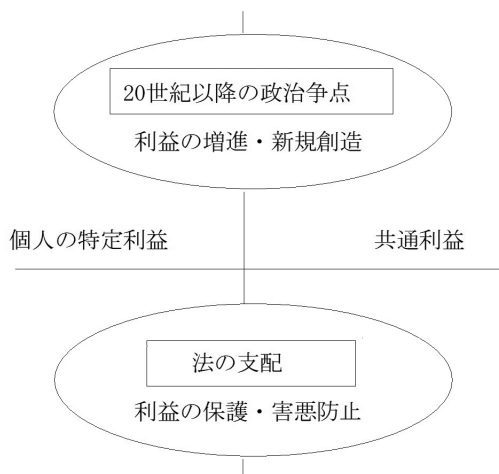 20世紀以降の政治争点
利益の増進・新規創造
個人の特定利益
共通利益
法の支配
利益の保護・害悪防止